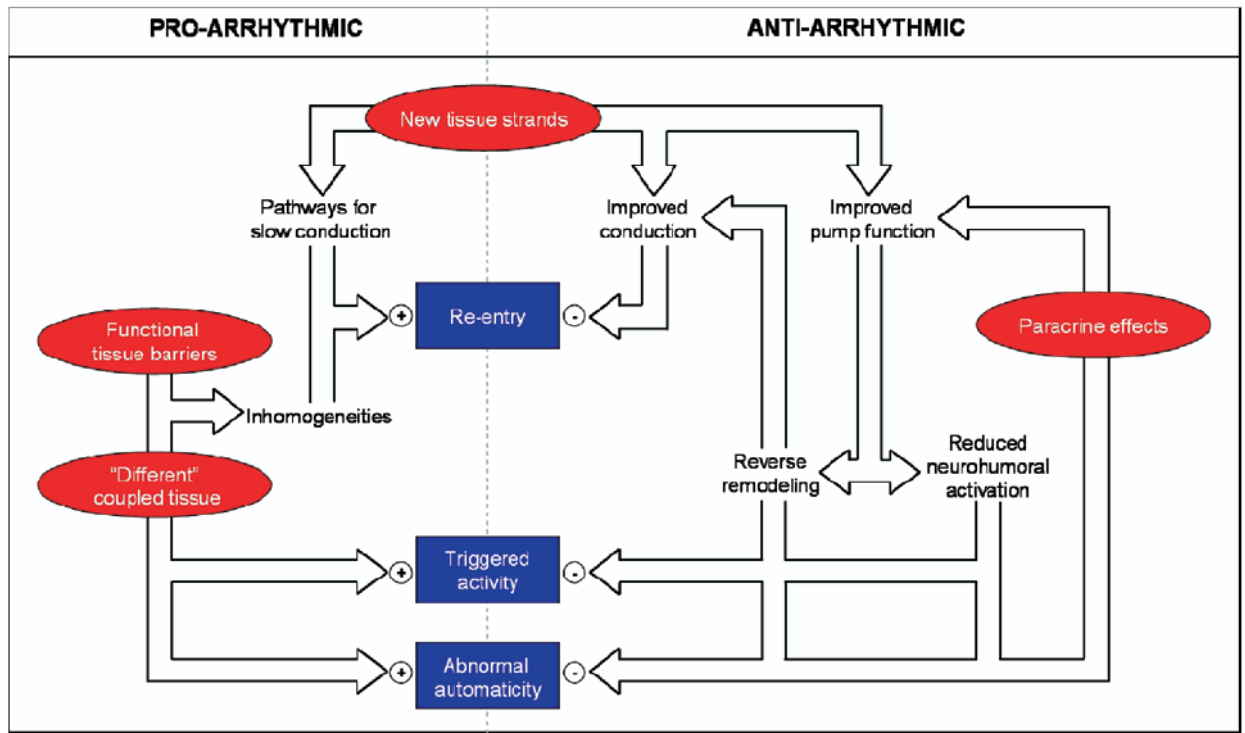 PRO-ARRHYTHMIC
ANTI-ARRHYTHMIC
New tissue strands
Pathways for
slow conduction
Improved
conduction
Improved
pump function
+
Re-entry
-
Functional
tissue barriers
Paracrine effects
Inhomogeneities
"Different"
coupled tissue
Reverse
remodeling
Reduced
neurohumoral
activation
+
Triggered
activity
-
+
Abnormal
automaticity
-